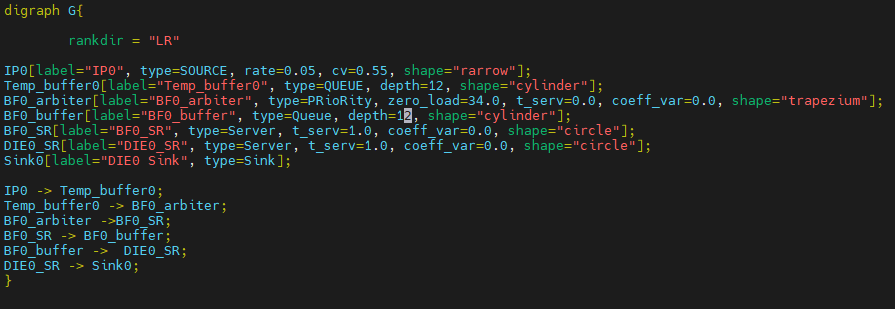 digraph G{
rankdir = "LR"
IP0[label="IP0", type=SOURCE, rate=0.05, cv=0.55, shape="rarrow"];
Temp_buffer0[label="Temp_buffer0", type=QUEUE, depth=12, shape="cylinder"];
BF0_arbiter[label="BF0_arbiter", type=PRioRity, zero_load=34.0, t_serv=0.0, coeff_var=0.0, shape="trapezium"];
BF0_buffer[label="BF0_buffer", type=Queue, depth=12, shape="cylinder"];
BF0_SR[label="BF0_SR", type=Server, t_serv=1.0, coeff_var=0.0, shape="circle"];
DIE0_SR[label="DIE0_SR", type=Server, t_serv=1.0, coeff_var=0.0, shape="circle"];
Sink0[label="DIE0 Sink", type=Sink];
IP0 -> Temp_buffer0;
Temp_buffer0 -> BF0_arbiter;
BF0_arbiter ->BF0_SR;
BF0_SR -> BF0_buffer;
BF0_buffer ->  DIE0_SR;
DIE0_SR -> Sink0;
}